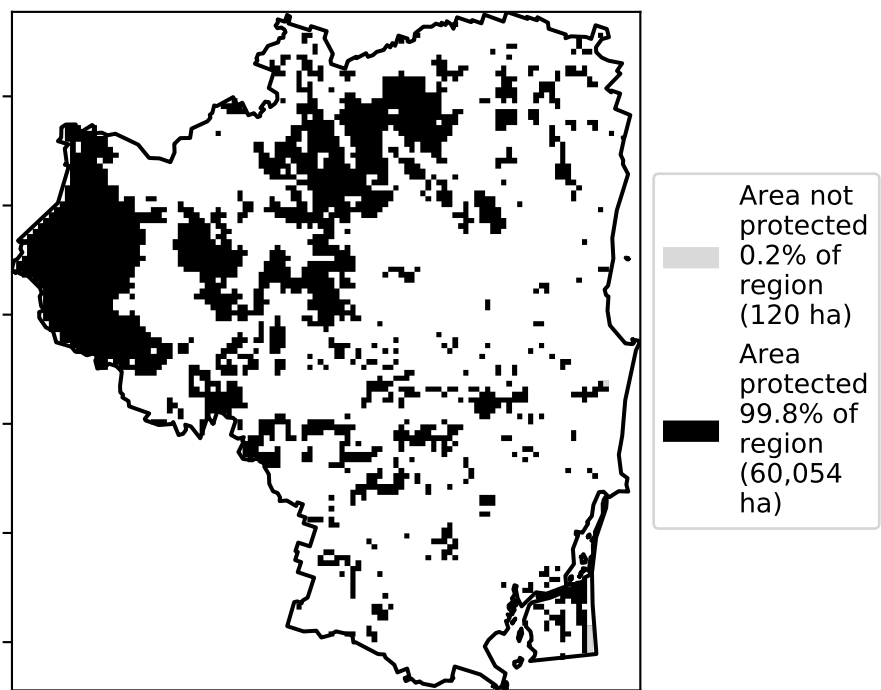 Area not
protected
0.2% of
region
(120 ha)
Area
protected
99.8% of
region
(60,054
ha)